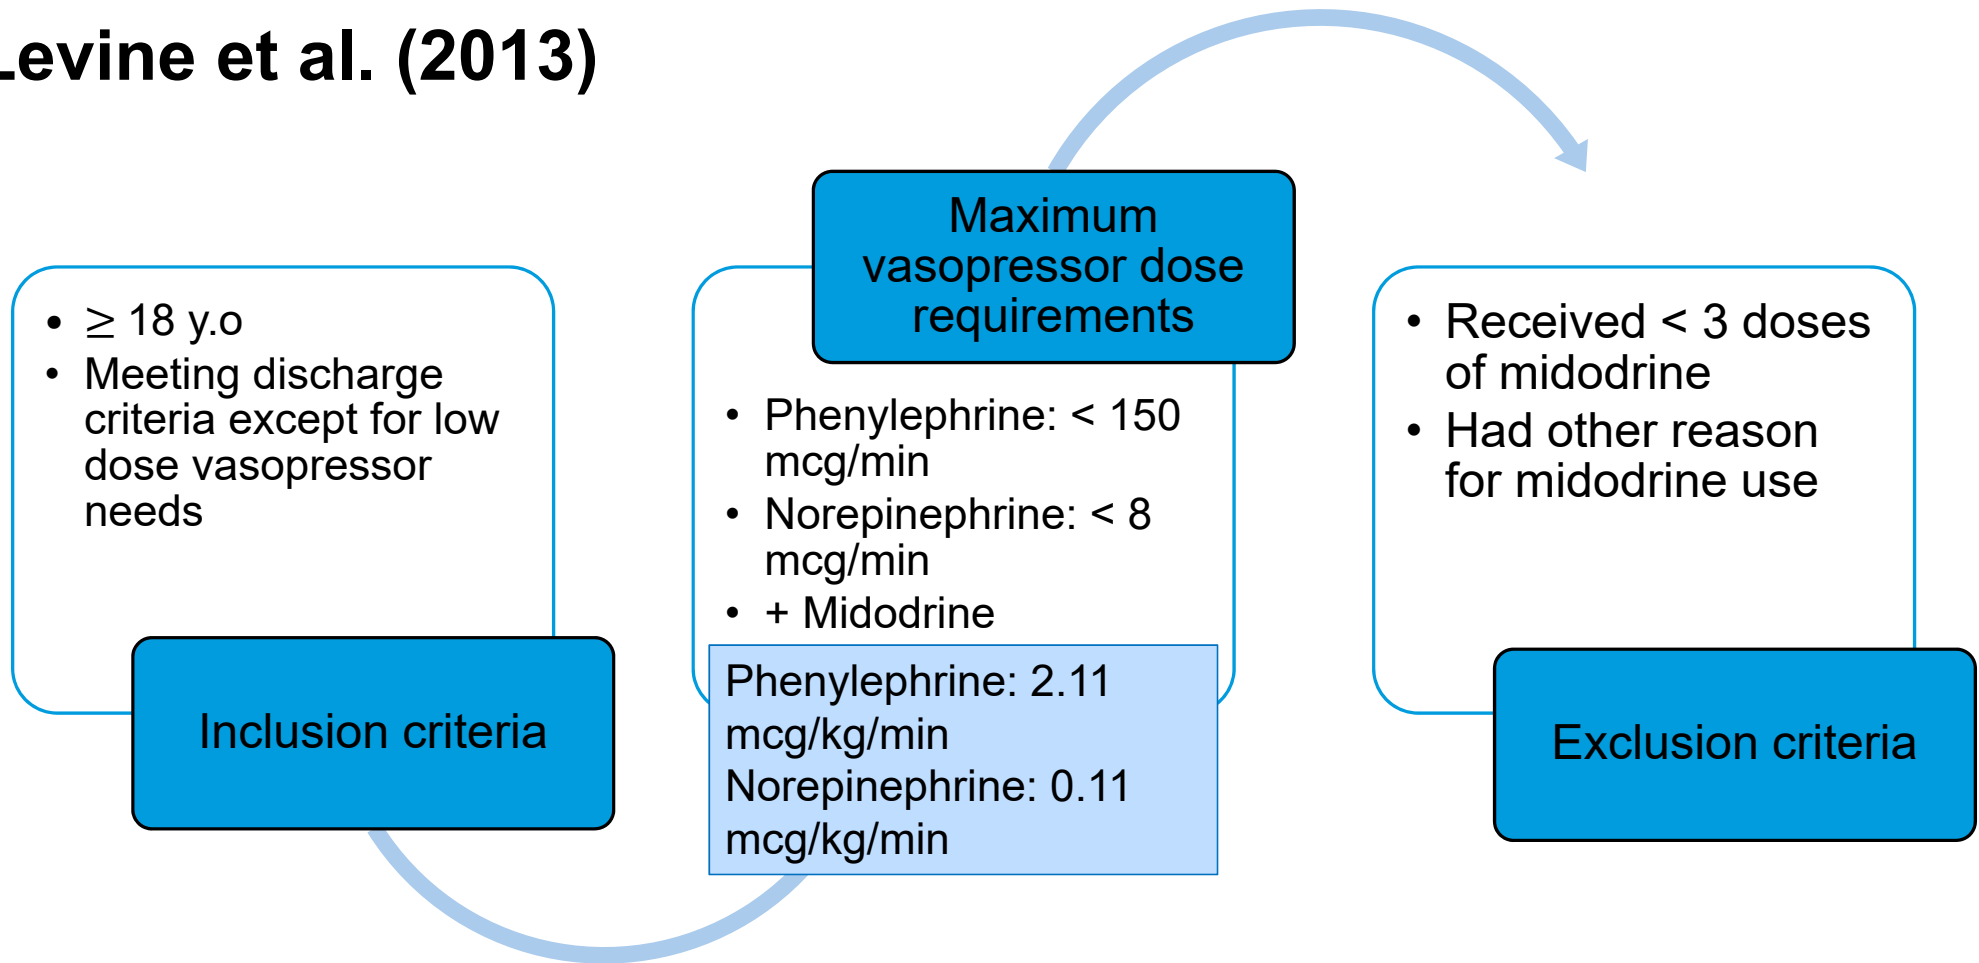 Levine et al. (2013)
• ≥ 18 y.o
• Meeting discharge
criteria except for low
dose vasopressor
needs
Inclusion criteria
Maximum
vasopressor dose
requirements
• Phenylephrine: < 150
mcg/min
• Norepinephrine: < 8
mcg/min
• + Midodrine
Phenylephrine: 2.11
mcg/kg/min
Norepinephrine: 0.11
mcg/kg/min
• Received < 3 doses
of midodrine
• Had other reason
for midodrine use
Exclusion criteria